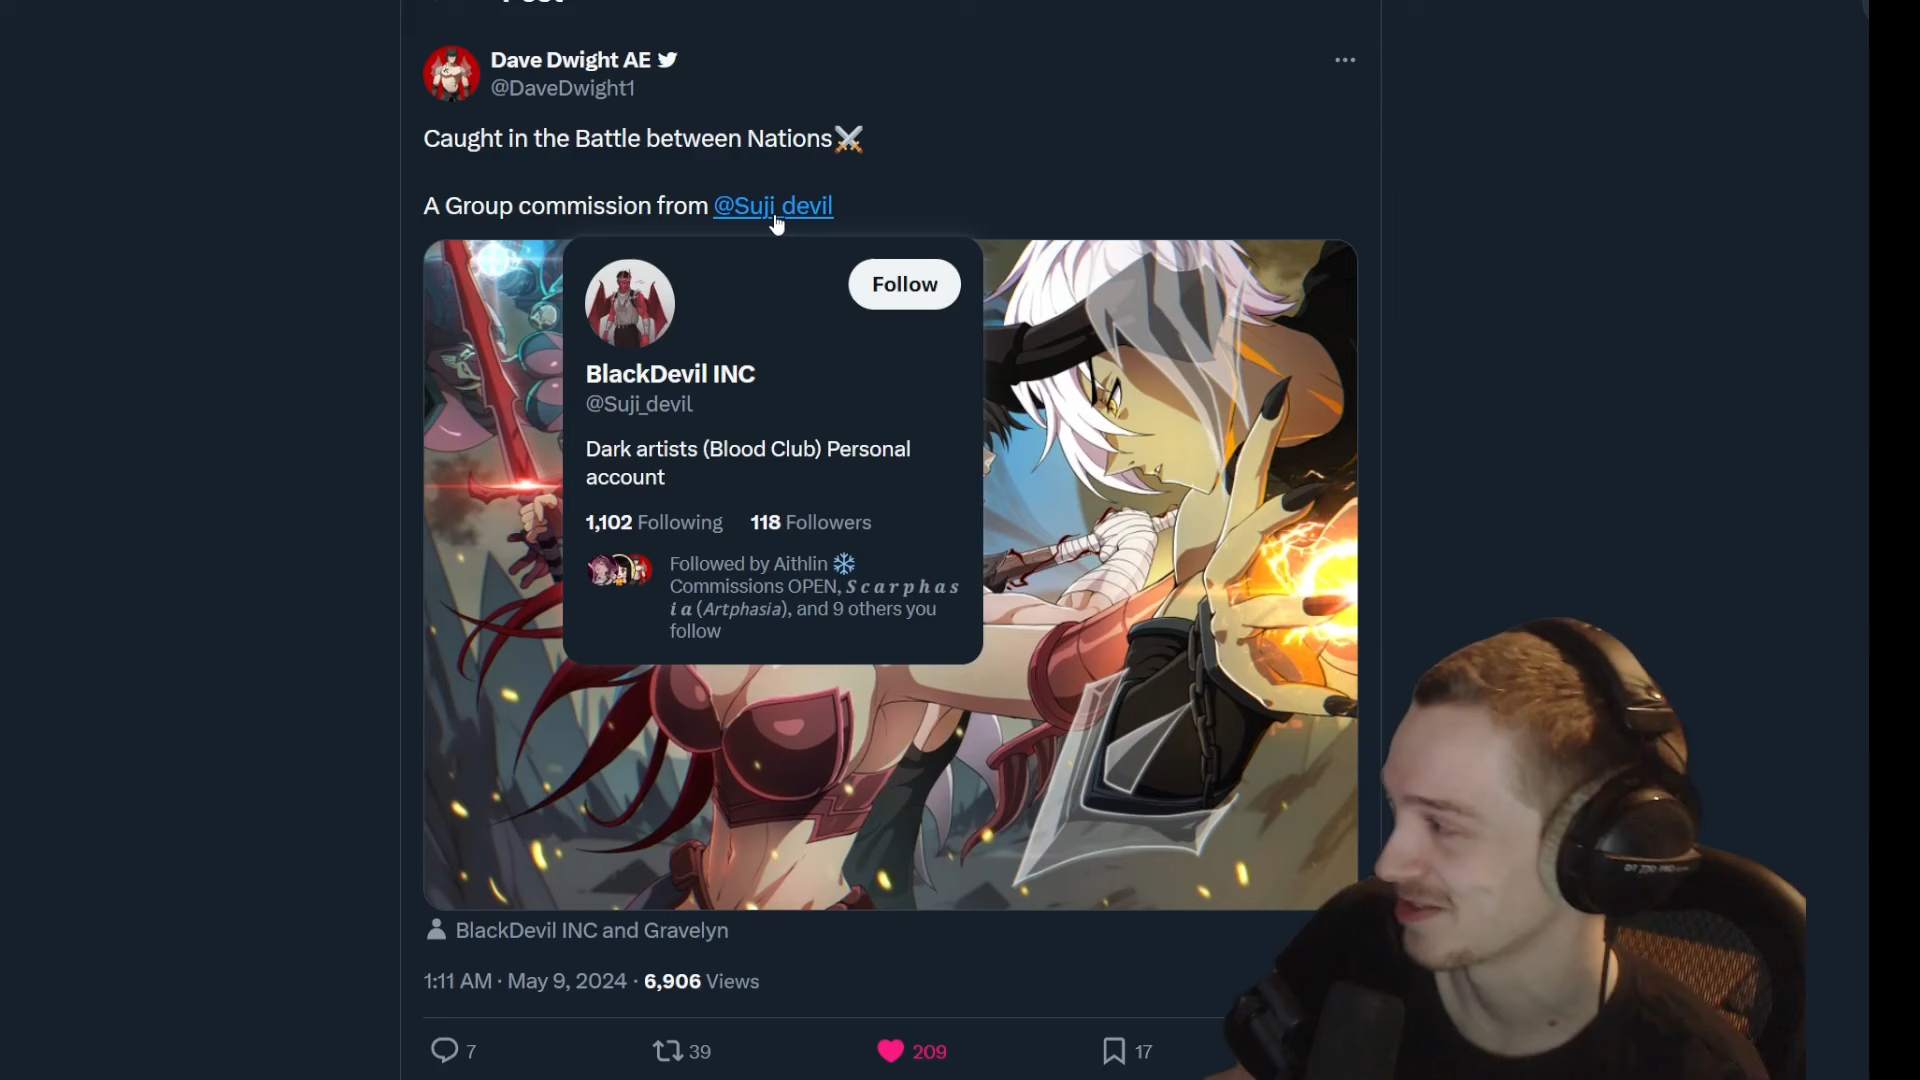 Dave Dwight AE
@DaveDwight1
Caught in the Battle between Nations⚔️
A Group commission from @Suji_devil
Follow
BlackDevil INC
@Suji_devil
Dark artists (Blood Club) Personal
account
1,102 Following 118 Followers
Followed by Aithlin ❄️
Commissions OPEN, 𝑺𝒄𝒂𝒓𝒑𝒉𝒂𝒔
𝒊𝒂 (𝐴𝑟𝑡𝑝ℎ𝑎𝑠𝑖𝑎), and 9 others you
follow
BlackDevil INC and Gravelyn
1:11 AM · May 9, 2024 · 6,906 Views
7 39 209 17